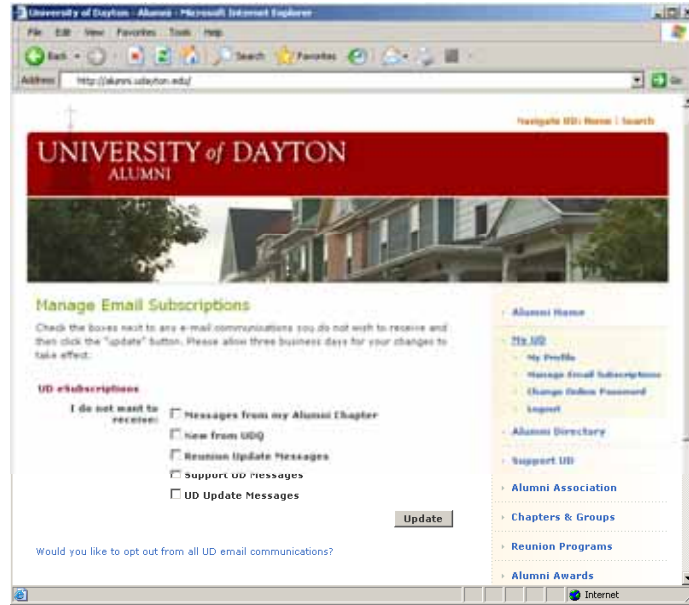 University of Dayton - Alumni - Microsoft Internet Explorer
File Edit View Favorites Tools Help
Back Search Favorites
Address http://alumni.udayton.edu/ Go
Navigate UD: Home | Search
UNIVERSITY of DAYTON
ALUMNI
Manage Email Subscriptions
Check the boxes next to any e-mail communications you do not wish to receive and
then click the "update" button. Please allow three business days for your changes to
take effect.
UD eSubscriptions
I do not want to
receive:
Messages from my Alumni Chapter
New from UDQ
Reunion Update Messages
Support UD Messages
UD Update Messages
Update
Would you like to opt out from all UD email communications?
Alumni Home
My UD
My Profile
Manage Email Subscriptions
Change Online Password
Logout
Alumni Directory
Support UD
Alumni Association
Chapters & Groups
Reunion Programs
Alumni Awards
Internet